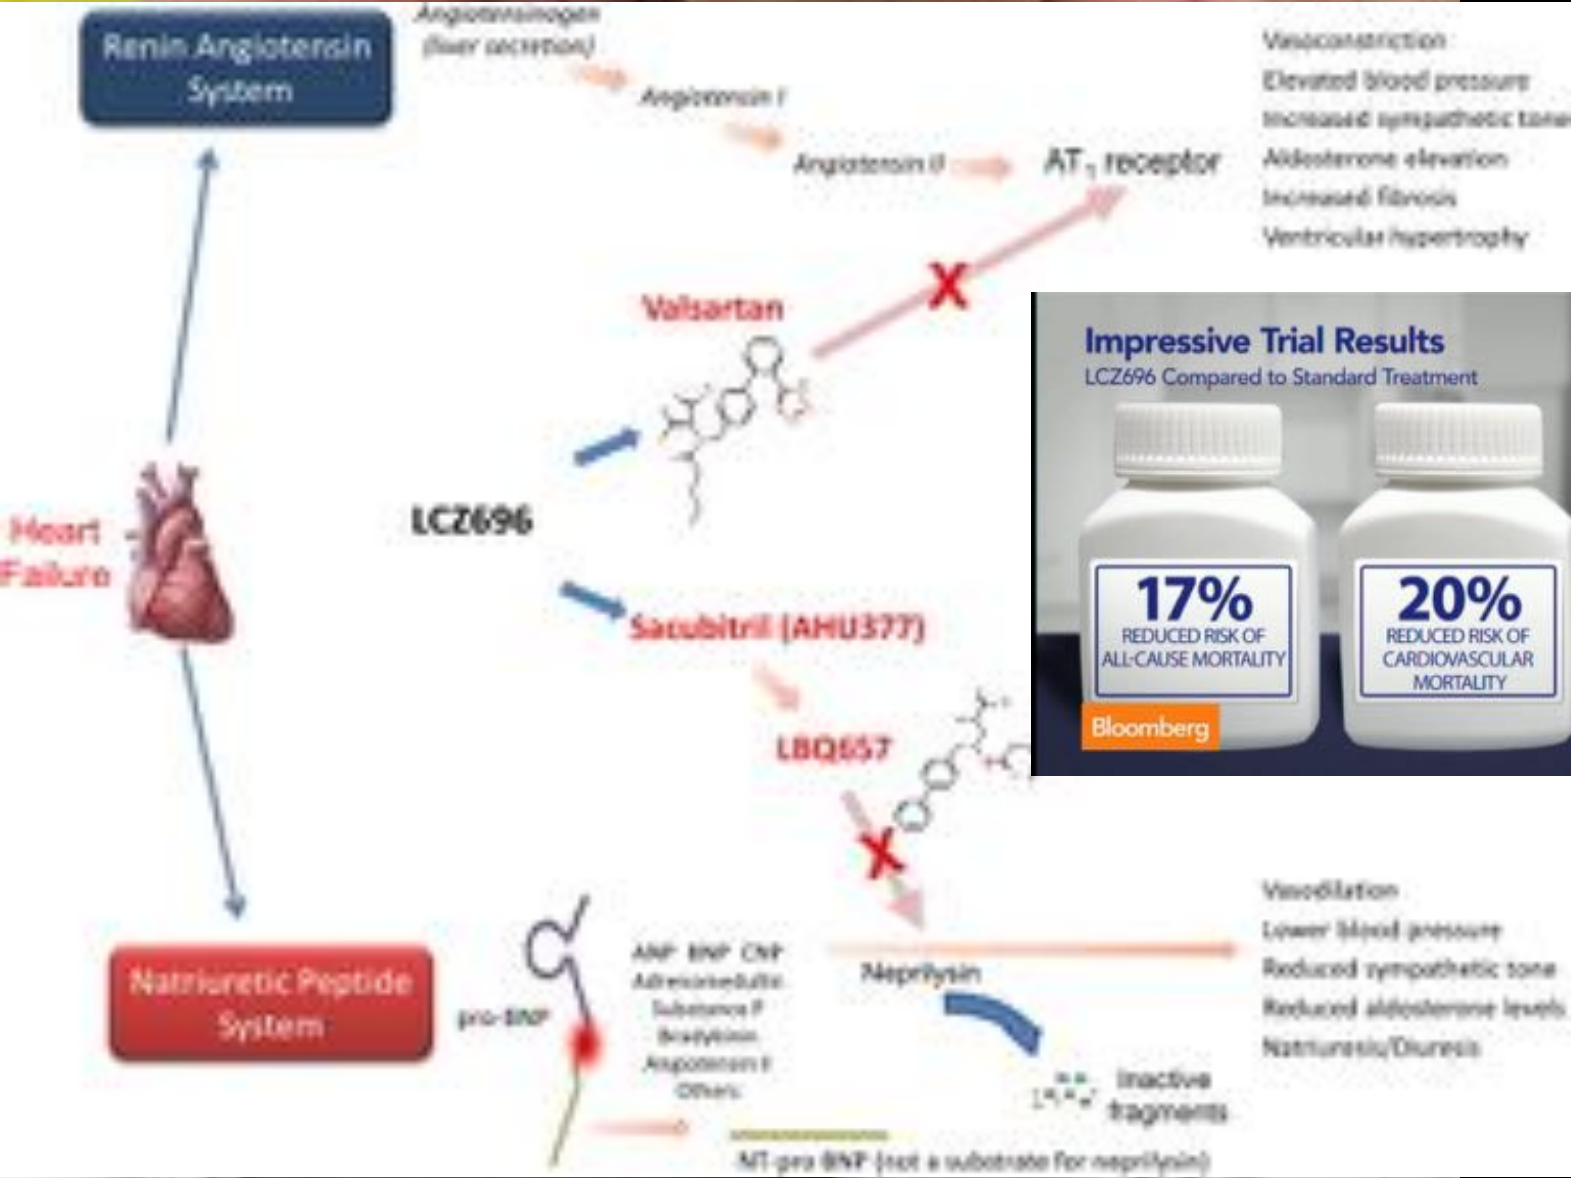 Renin Angiotensin
System
Angiotensinogen
(liver secretion)
Angiotensin I
Angiotensin II
AT1 receptor
Vasoconstriction
Elevated blood pressure
Increased sympathetic tone
Aldosterone elevation
Increased fibrosis
Ventricular hypertrophy
Valsartan
X
Impressive Trial Results
LCZ696 Compared to Standard Treatment
17%
REDUCED RISK OF
ALL-CAUSE MORTALITY
20%
REDUCED RISK OF
CARDIOVASCULAR
MORTALITY
Bloomberg
Heart
Failure
LCZ696
Sacubitril (AHU377)
LBQ657
X
Natriuretic Peptide
System
pro-BNP
ANP BNP CNP
Adrenomedullin
Substance P
Bradykinin
Angiotensin II
Others
Neprilysin
Inactive
fragments
Vasodilation
Lower blood pressure
Reduced sympathetic tone
Reduced aldosterone levels
Natriuresis/Diuresis
NT-pro BNP (not a substrate for neprilysin)